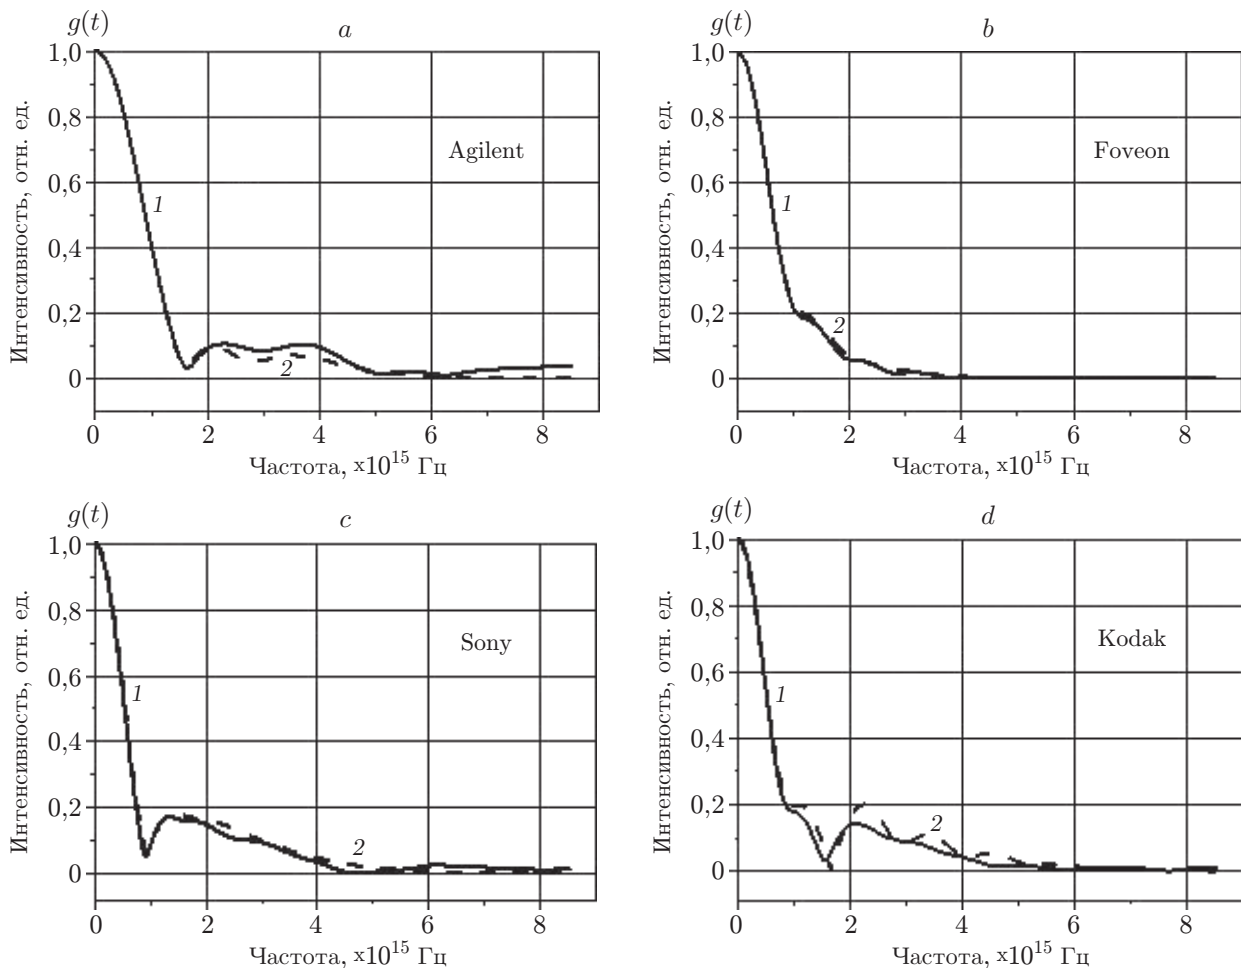 g(t)
a
1,0
0,8
0,6
0,4
0,2
0
Интенсивность, отн. ед.
Agilent
1
2
0 2 4 6 8
Частота, x10^15 Гц
g(t)
b
1,0
0,8
0,6
0,4
0,2
0
Интенсивность, отн. ед.
Foveon
1
2
0 2 4 6 8
Частота, x10^15 Гц
g(t)
c
1,0
0,8
0,6
0,4
0,2
0
Интенсивность, отн. ед.
Sony
1
2
0 2 4 6 8
Частота, x10^15 Гц
g(t)
d
1,0
0,8
0,6
0,4
0,2
0
Интенсивность, отн. ед.
Kodak
1
2
0 2 4 6 8
Частота, x10^15 Гц